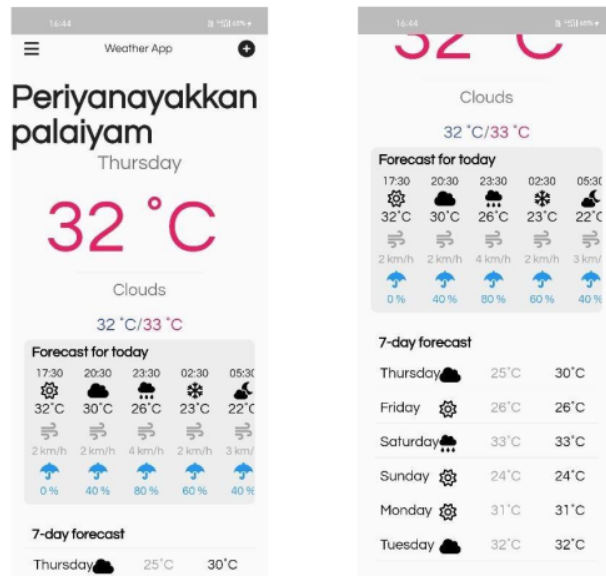 16:44
Weather App
Periyanayakkan
palaiyam
Thursday
32 °C
Clouds
32 °C/33 °C
Forecast for today
17:30 20:30 23:30 02:30 05:30
32°C 30°C 26°C 23°C 22°C
2 km/h 2 km/h 4 km/h 2 km/h 3 km/
0 % 40 % 80 % 60 % 40 %
7-day forecast
Thursday 25°C 30°C
16:44
32 °C
Clouds
32 °C/33 °C
Forecast for today
17:30 20:30 23:30 02:30 05:30
32°C 30°C 26°C 23°C 22°C
2 km/h 2 km/h 4 km/h 2 km/h 3 km/
0 % 40 % 80 % 60 % 40 %
7-day forecast
Thursday 25°C 30°C
Friday 26°C 26°C
Saturday 33°C 33°C
Sunday 24°C 24°C
Monday 31°C 31°C
Tuesday 32°C 32°C